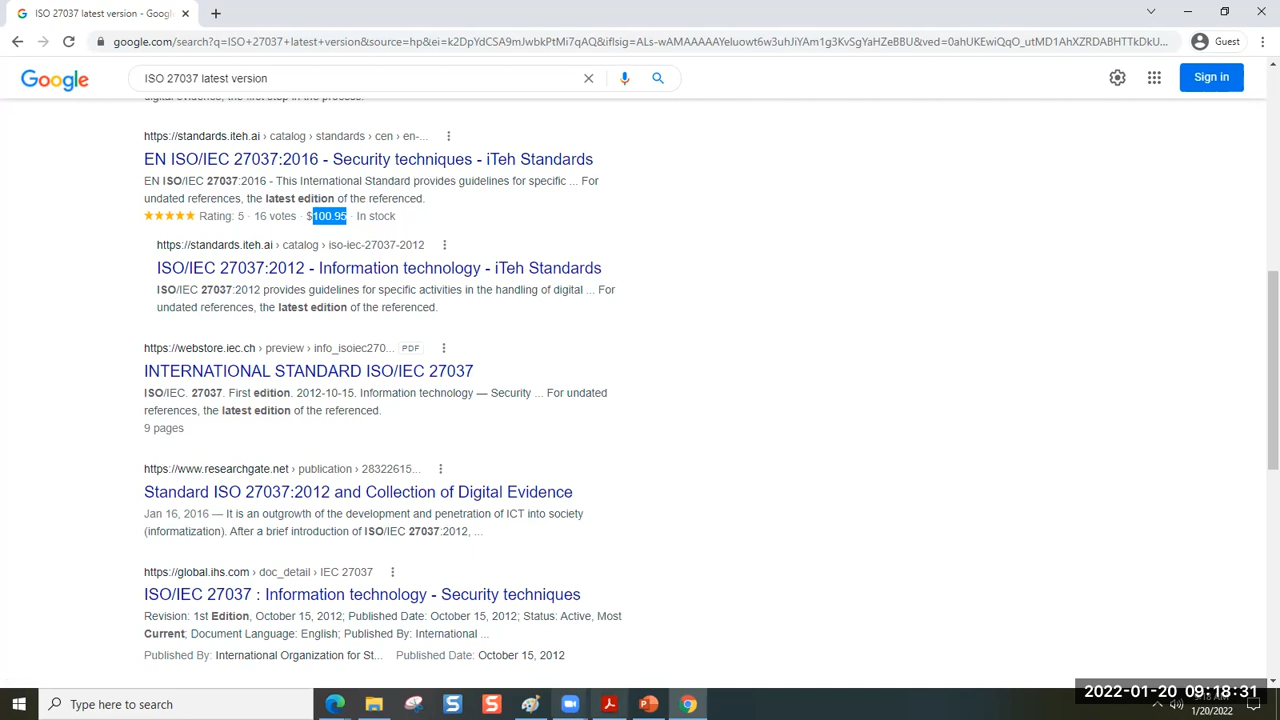 ISO 27037 latest version - Googl
google.com/search?q=ISO+27037+latest+version&source=hp&ei=k2DpYdCSA9mJwbkPtMi7qAQ&iflsig=ALs-wAMAAAAAYeluowt6w3uhJiYAm1g3KvSgYaHZeBBU&ved=0ahUKEwiQqO_utMD1AhXZRDABHTTkDkU...
Guest
Google
ISO 27037 latest version
Sign in
digital evidence, the first step in the process.
https://standards.iteh.ai › catalog › standards › cen › en-...
EN ISO/IEC 27037:2016 - Security techniques - iTeh Standards
EN ISO/IEC 27037:2016 - This International Standard provides guidelines for specific ... For
undated references, the latest edition of the referenced.
Rating: 5 · 16 votes · $100.95 · In stock
https://standards.iteh.ai › catalog › iso-iec-27037-2012
ISO/IEC 27037:2012 - Information technology - iTeh Standards
ISO/IEC 27037:2012 provides guidelines for specific activities in the handling of digital ... For
undated references, the latest edition of the referenced.
https://webstore.iec.ch › preview › info_isoiec270... PDF
INTERNATIONAL STANDARD ISO/IEC 27037
ISO/IEC. 27037. First edition. 2012-10-15. Information technology — Security ... For undated
references, the latest edition of the referenced.
9 pages
https://www.researchgate.net › publication › 28322615...
Standard ISO 27037:2012 and Collection of Digital Evidence
Jan 16, 2016 — It is an outgrowth of the development and penetration of ICT into society
(informatization). After a brief introduction of ISO/IEC 27037:2012, ...
https://global.ihs.com › doc_detail › IEC 27037
ISO/IEC 27037 : Information technology - Security techniques
Revision: 1st Edition, October 15, 2012; Published Date: October 15, 2012; Status: Active, Most
Current; Document Language: English; Published By: International ...
Published By: International Organization for St... Published Date: October 15, 2012
Type here to search
2022-01-20 09:18:31
1/20/2022